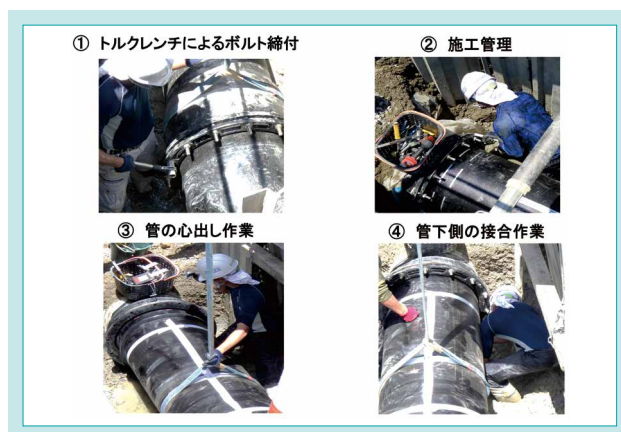 ① トルクレンチによるボルト締付
② 施工管理
③ 管の心出し作業
④ 管下側の接合作業